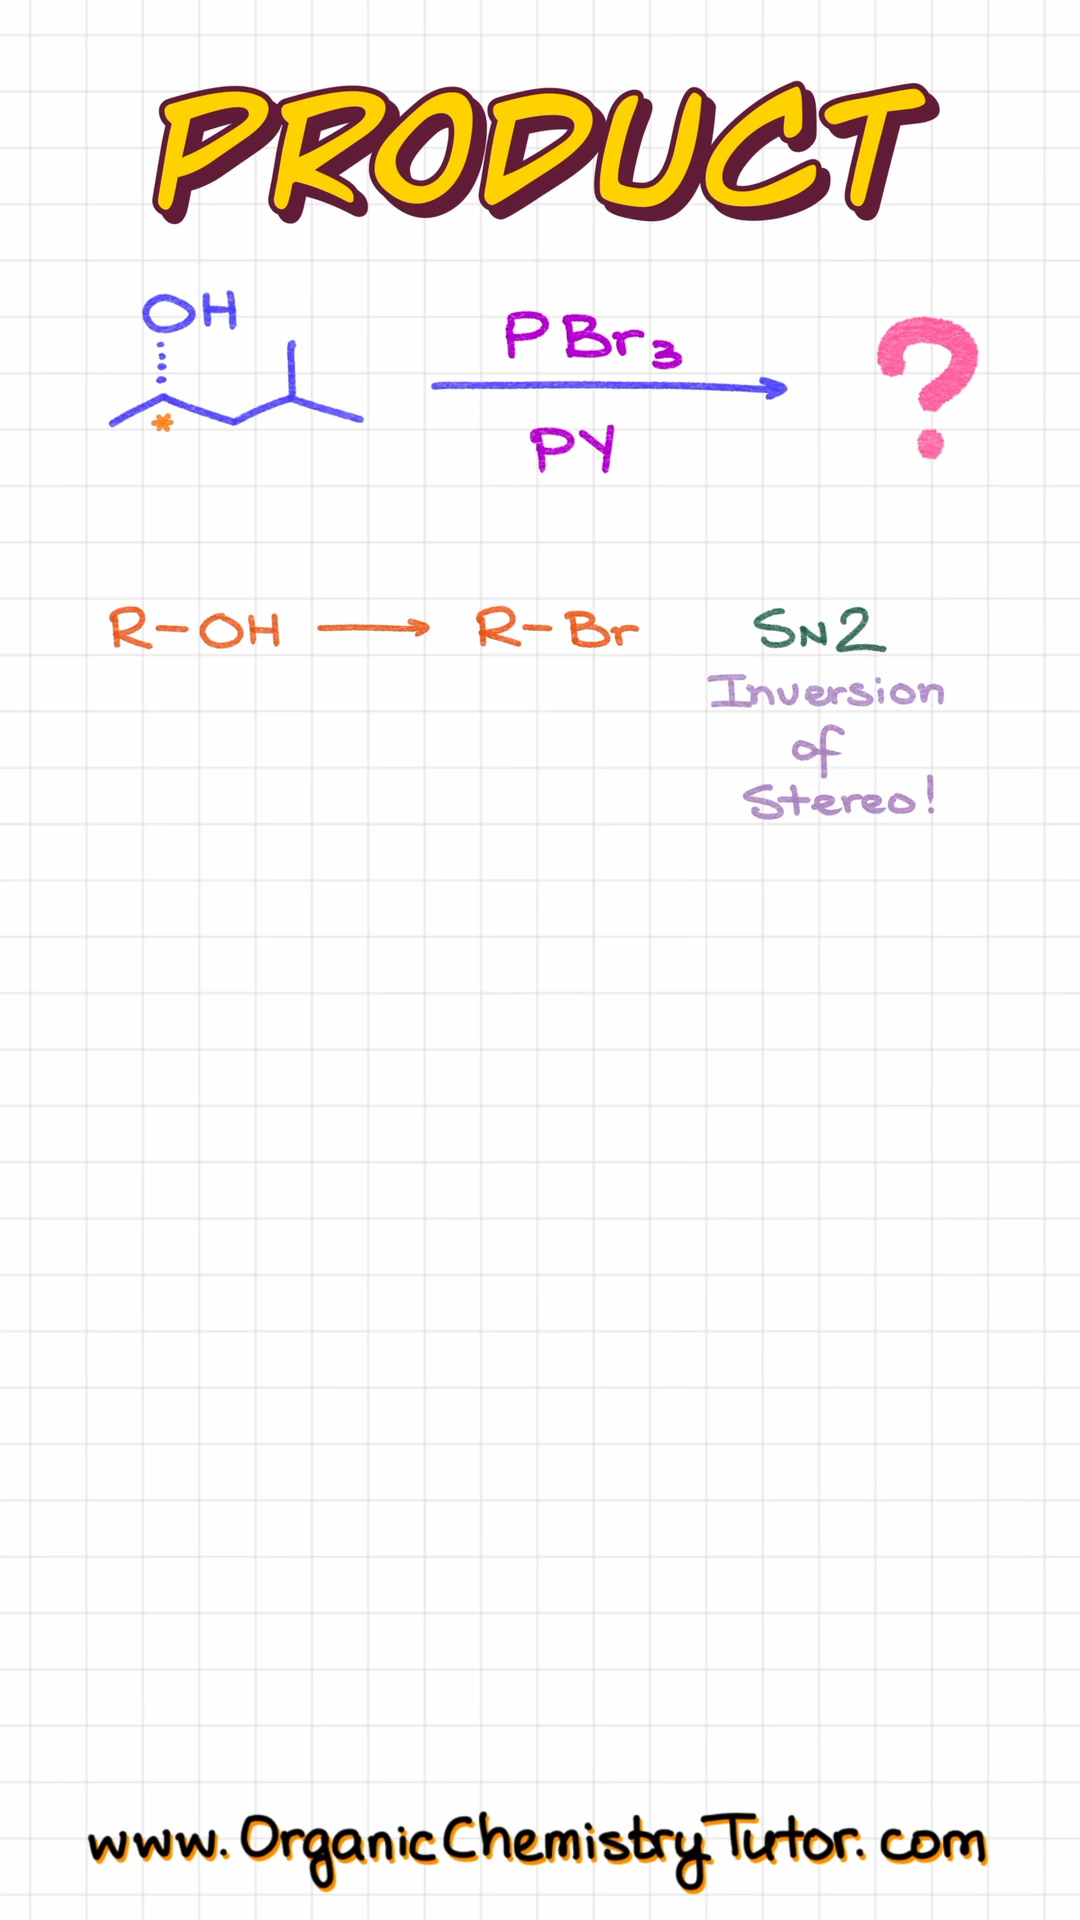 PRODUCT
OH
PBr3
PY
?
*
R-OH → R-Br SN2
Inversion
of
Stereo!
www.OrganicChemistryTutor.com